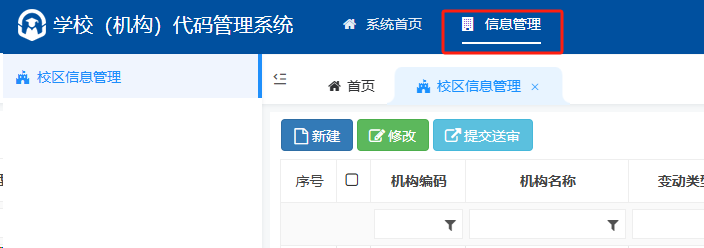 学校（机构）代码管理系统 系统首页 信息管理
校区信息管理
首页 校区信息管理 ×
新建 修改 提交送审
序号 机构编码 机构名称 变动类型